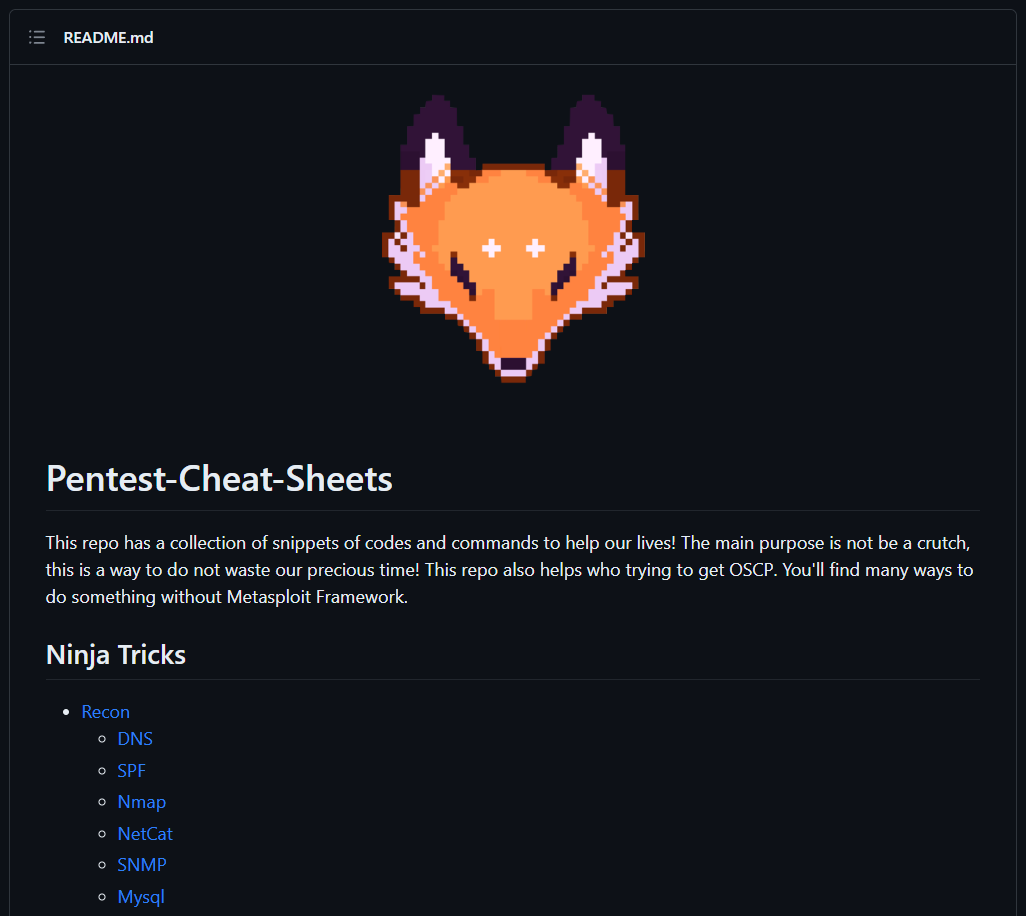 README.md
Pentest-Cheat-Sheets
This repo has a collection of snippets of codes and commands to help our lives! The main purpose is not be a crutch,
this is a way to do not waste our precious time! This repo also helps who trying to get OSCP. You'll find many ways to
do something without Metasploit Framework.
Ninja Tricks
Recon
DNS
SPF
Nmap
NetCat
SNMP
Mysql